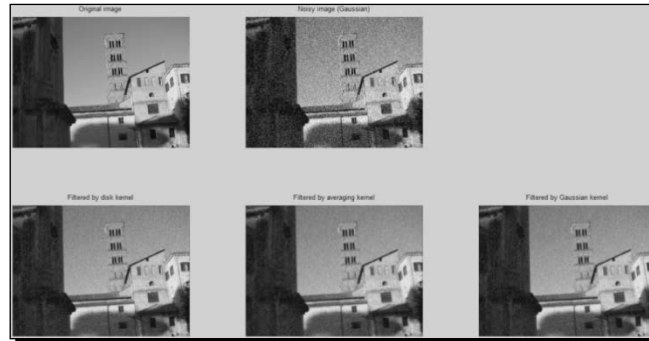 Original image
Noisy image (Gaussian)
Filtered by disk kernel
Filtered by averaging kernel
Filtered by Gaussian kernel